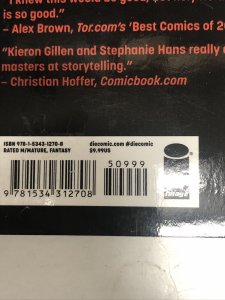 is so good."
– Alex Brown, Tor.com's 'Best Comics of 20
"Kieron Gillen and Stephanie Hans really a
masters at storytelling."
– Christian Hoffer, Comicbook.com
ISBN 978-1-5343-1270-8
RATED M/MATURE, FANTASY
diecomic.com #diecomic
$9.99US
50999
9 781534 312708